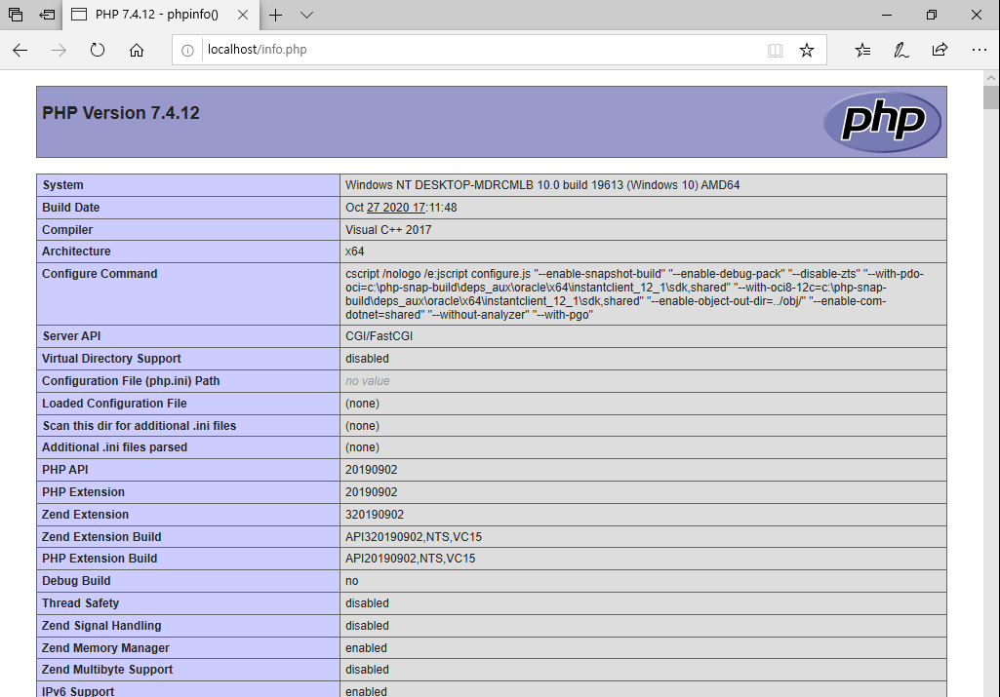 PHP 7.4.12 - phpinfo()
localhost/info.php
PHP Version 7.4.12
php
System Windows NT DESKTOP-MDRCMLB 10.0 build 19613 (Windows 10) AMD64
Build Date Oct 27 2020 17:11:48
Compiler Visual C++ 2017
Architecture x64
Configure Command cscript /nologo /e:jscript configure.js "--enable-snapshot-build" "--enable-debug-pack" "--disable-zts" "--with-pdo-
oci=c:\php-snap-build\deps_aux\oracle\x64\instantclient_12_1\sdk,shared" "--with-oci8-12c=c:\php-snap-
build\deps_aux\oracle\x64\instantclient_12_1\sdk,shared" "--enable-object-out-dir=../obj/" "--enable-com-
dotnet=shared" "--without-analyzer" "--with-pgo"
Server API CGI/FastCGI
Virtual Directory Support disabled
Configuration File (php.ini) Path no value
Loaded Configuration File (none)
Scan this dir for additional .ini files (none)
Additional .ini files parsed (none)
PHP API 20190902
PHP Extension 20190902
Zend Extension 320190902
Zend Extension Build API320190902,NTS,VC15
PHP Extension Build API20190902,NTS,VC15
Debug Build no
Thread Safety disabled
Zend Signal Handling disabled
Zend Memory Manager enabled
Zend Multibyte Support disabled
IPv6 Support enabled